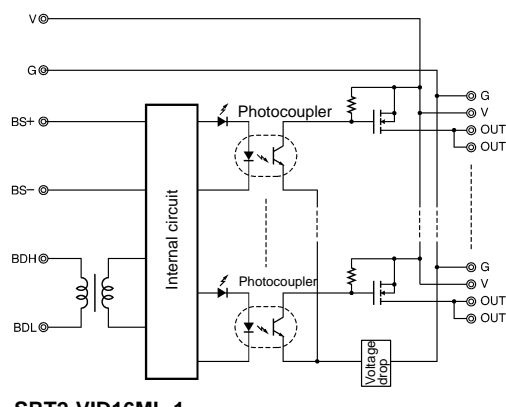 V
G
BS+
BS–
BDH
BDL
Internal circuit
Photocoupler
G
V
OUT
OUT
Photocoupler
G
V
OUT
OUT
Voltage
drop